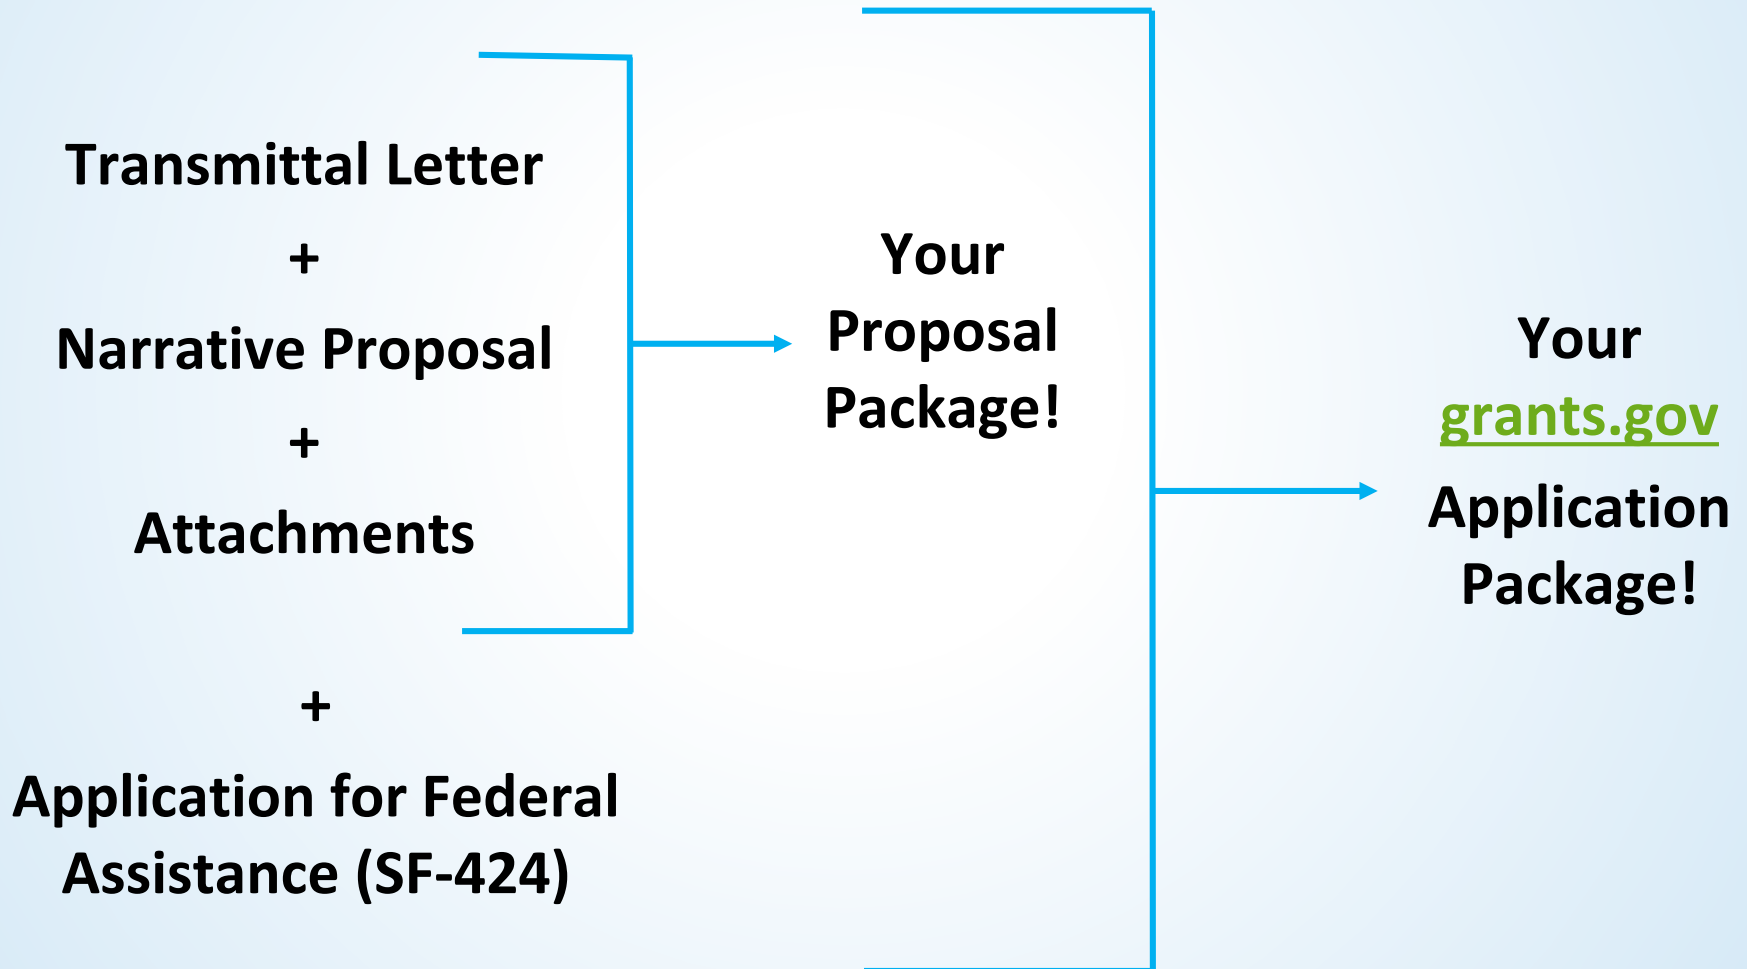 Transmittal Letter
+
Narrative Proposal
+
Attachments
+
Application for Federal
Assistance (SF-424)
Your
Proposal
Package!
Your
grants.gov
Application
Package!